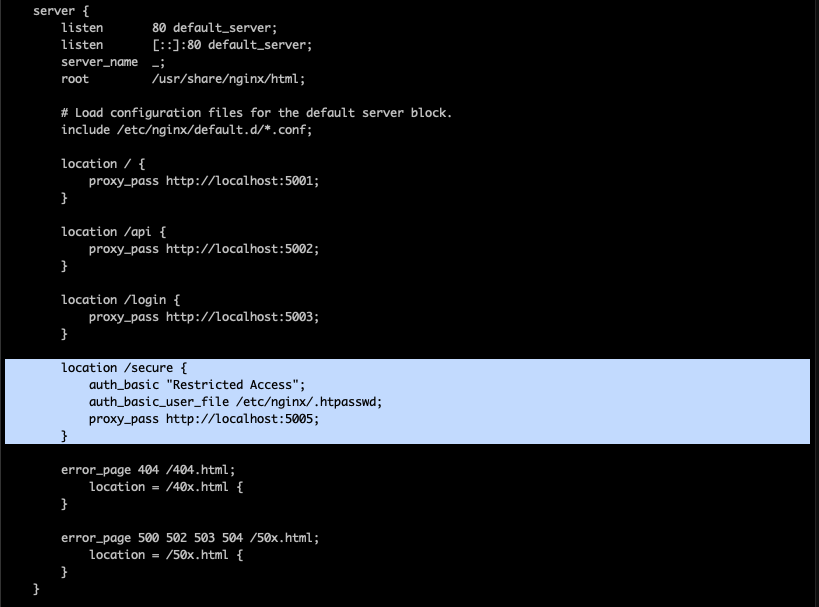 server {
    listen       80 default_server;
    listen       [::]:80 default_server;
    server_name  _;
    root         /usr/share/nginx/html;

    # Load configuration files for the default server block.
    include /etc/nginx/default.d/*.conf;

    location / {
        proxy_pass http://localhost:5001;
    }

    location /api {
        proxy_pass http://localhost:5002;
    }

    location /login {
        proxy_pass http://localhost:5003;
    }

    location /secure {
        auth_basic "Restricted Access";
        auth_basic_user_file /etc/nginx/.htpasswd;
        proxy_pass http://localhost:5005;
    }

    error_page 404 /404.html;
        location = /40x.html {
    }

    error_page 500 502 503 504 /50x.html;
        location = /50x.html {
    }
}